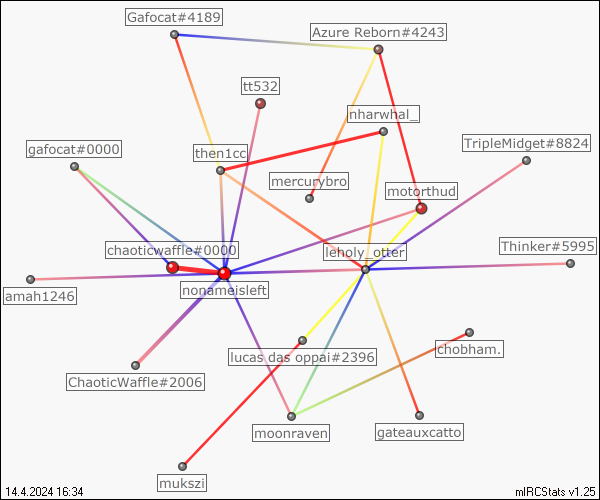 Gafocat#4189
Azure Reborn#4243
tt532
nharwhal_
gafocat#0000
then1cc
TripleMidget#8824
mercurybro
motorthud
chaoticwaffle#0000
leholy_otter
Thinker#5995
nonameisleft
amah1246
lucas das oppai#2396
chobham.
ChaoticWaffle#2006
moonraven
gateauxcatto
mukszi
14.4.2024 16:34
mIRCStats v1.25